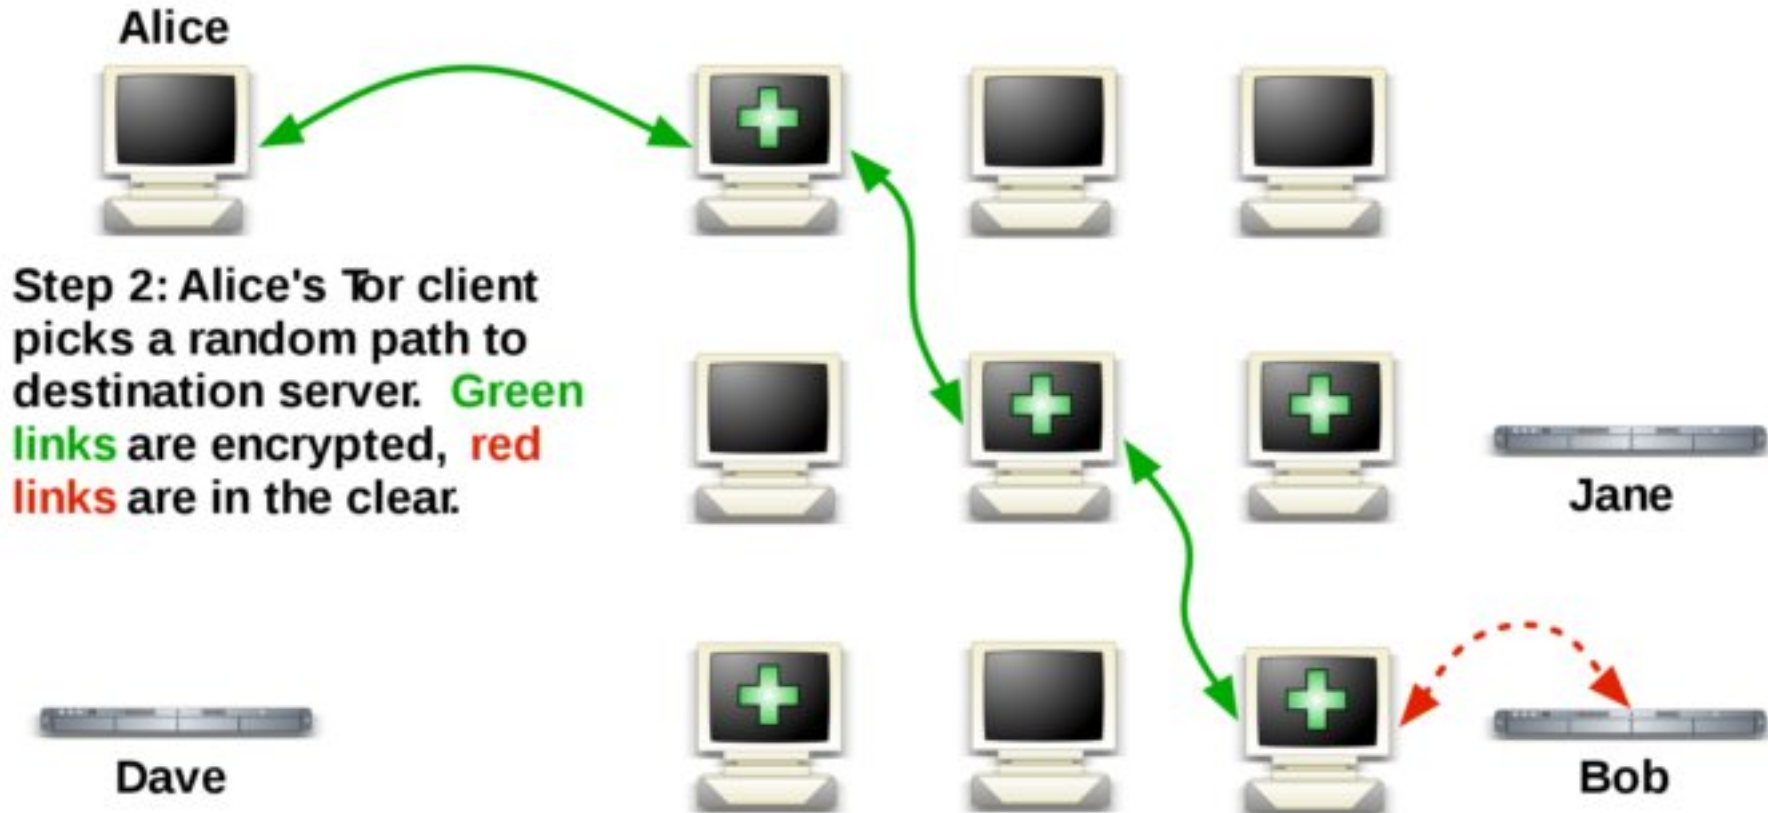 Alice
Step 2: Alice's Tor client
picks a random path to
destination server. Green
links are encrypted, red
links are in the clear.
Jane
Dave
Bob